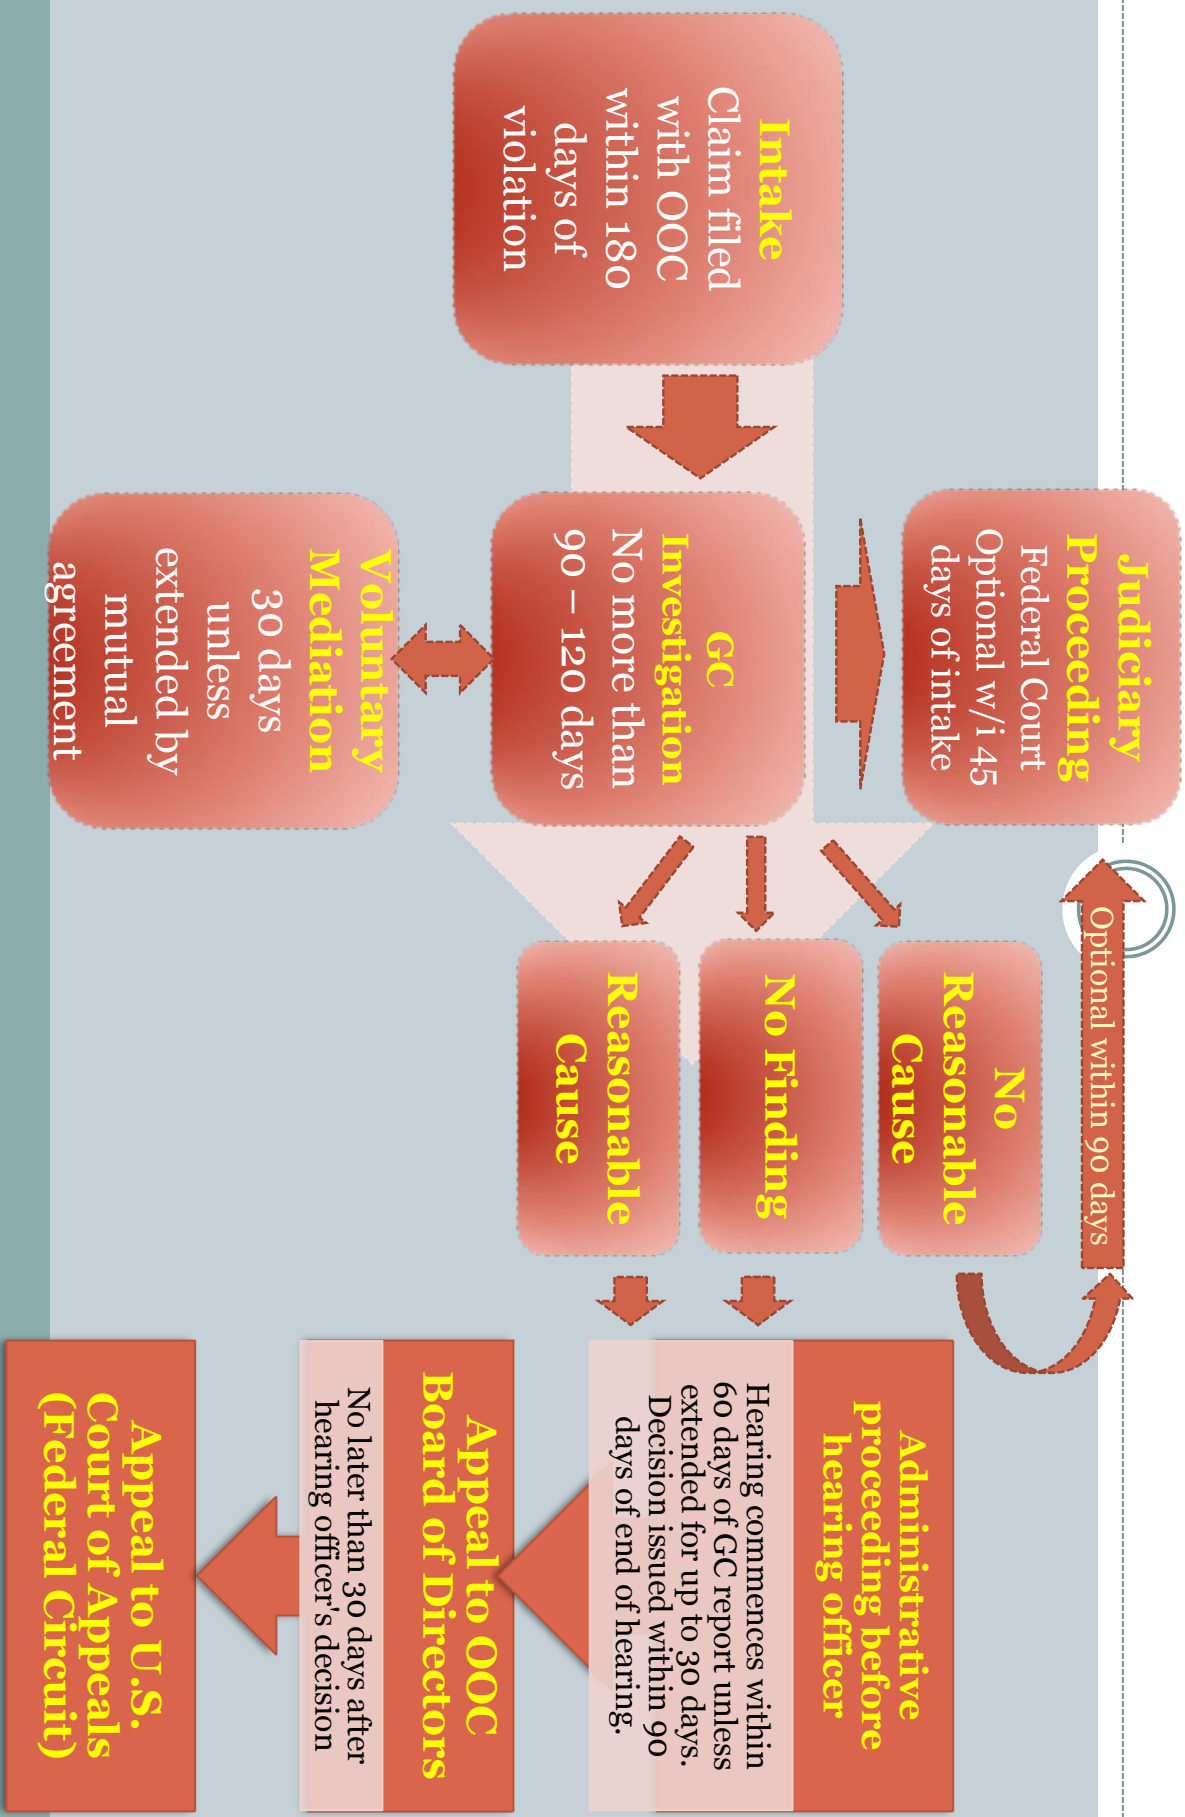 Judiciary
Proceeding
Federal Court
Optional w/i 45
days of intake
Optional within 90 days
Intake
Claim filed
with OOC
within 180
days of
violation
GC
Investigation
No more than
90 – 120 days
Voluntary
Mediation
30 days
unless
extended by
mutual
agreement
No
Reasonable
Cause
No Finding
Reasonable
Cause
Administrative
proceeding before
hearing officer
Hearing commences within
60 days of GC report unless
extended for up to 30 days.
Decision issued within 90
days of end of hearing.
Appeal to OOC
Board of Directors
No later than 30 days after
hearing officer's decision
Appeal to U.S.
Court of Appeals
(Federal Circuit)